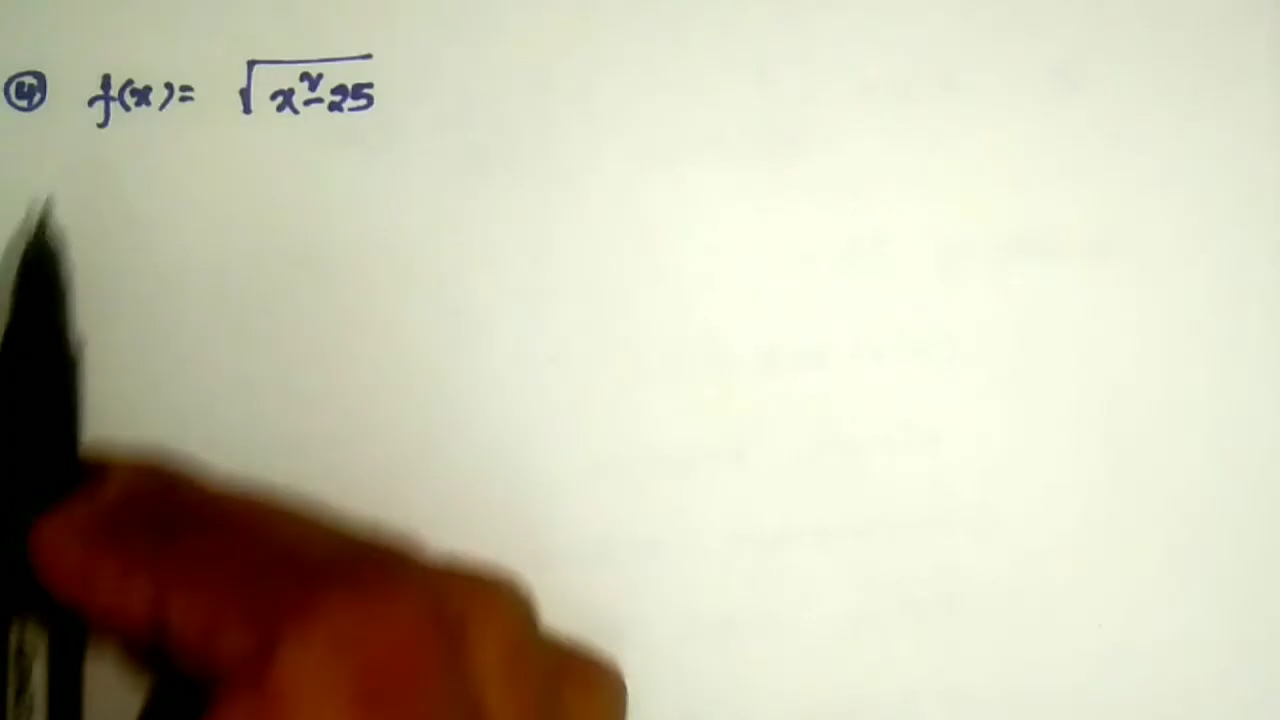 ④ f(x) = √(x²-25)